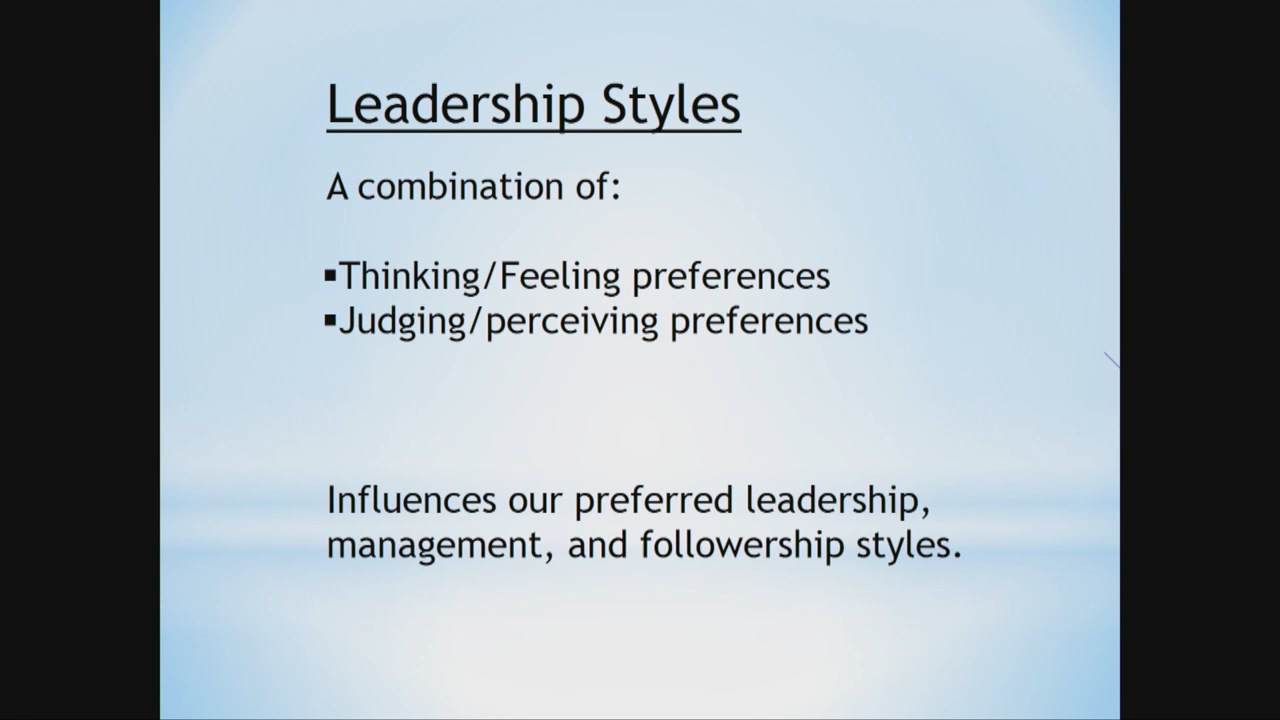 Leadership Styles
A combination of:
▪Thinking/Feeling preferences
▪Judging/perceiving preferences
Influences our preferred leadership,
management, and followership styles.